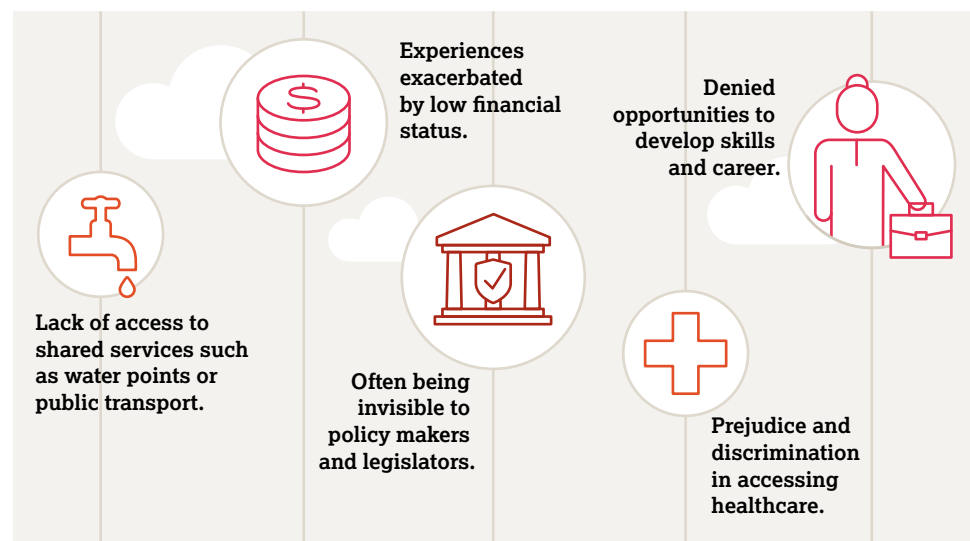 Experiences
exacerbated
by low financial
status.
Denied
opportunities to
develop skills
and career.
Lack of access to
shared services such
as water points or
public transport.
Often being
invisible to
policy makers
and legislators.
Prejudice and
discrimination
in accessing
healthcare.